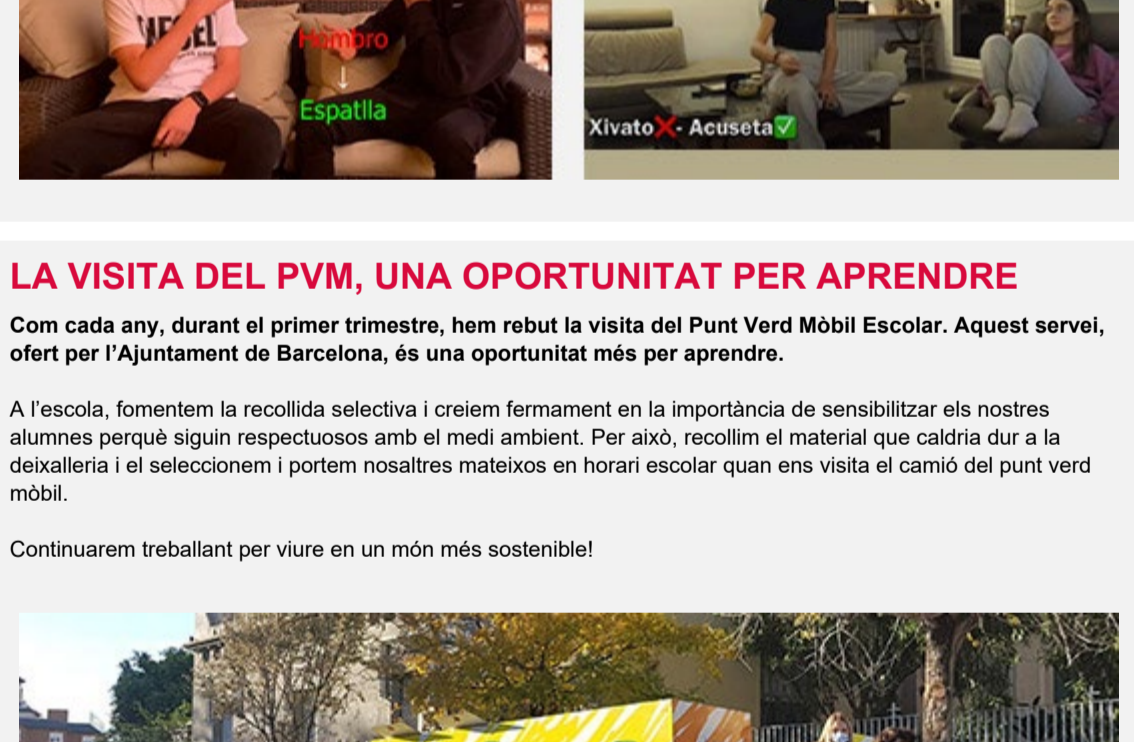 Hombro
↓
Espatlla
Xivato❌- Acuseta✅
LA VISITA DEL PVM, UNA OPORTUNITAT PER APRENDRE
Com cada any, durant el primer trimestre, hem rebut la visita del Punt Verd Mòbil Escolar. Aquest servei,
ofert per l’Ajuntament de Barcelona, és una oportunitat més per aprendre.
A l’escola, fomentem la recollida selectiva i creiem fermament en la importància de sensibilitzar els nostres
alumnes perquè siguin respectuosos amb el medi ambient. Per això, recollim el material que caldria dur a la
deixalleria i el seleccionem i portem nosaltres mateixos en horari escolar quan ens visita el camió del punt verd
mòbil.
Continuarem treballant per viure en un món més sostenible!